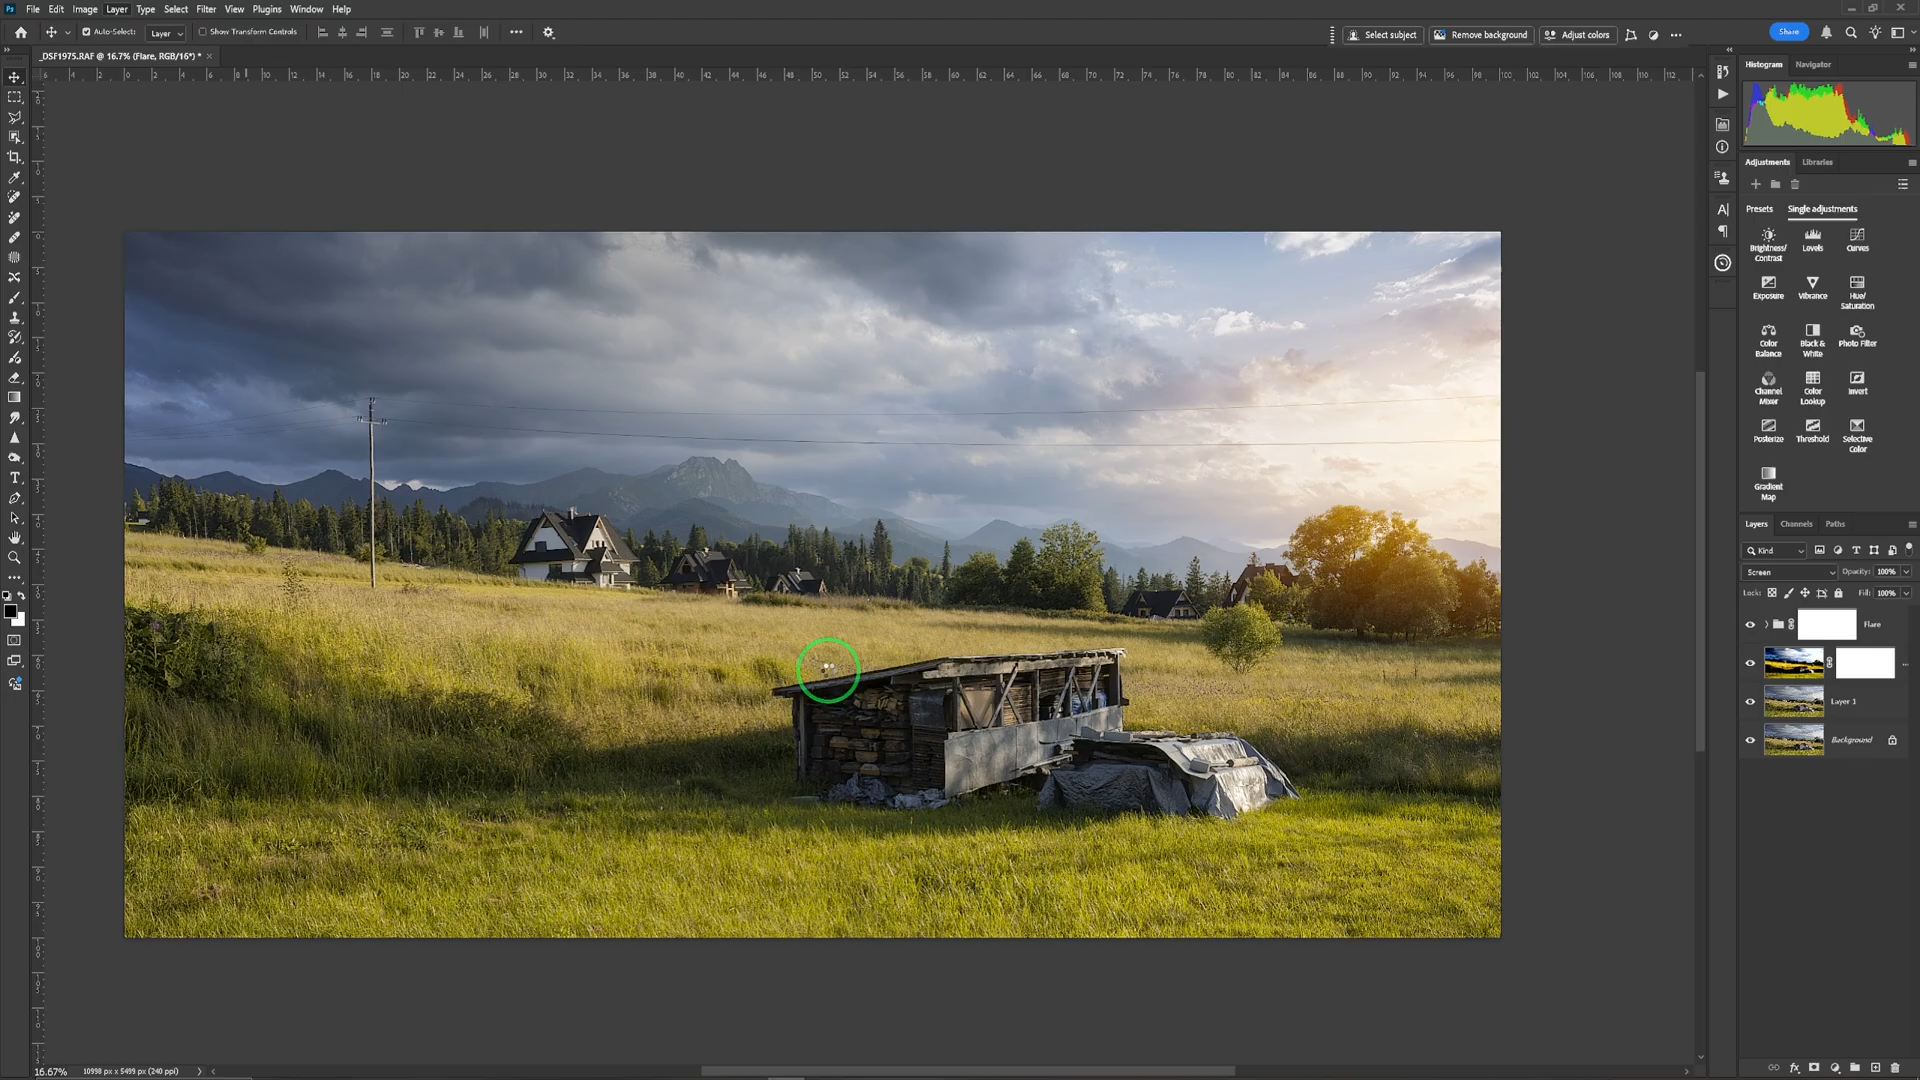 Ps File Edit Image Layer Type Select Filter View Plugins Window Help
Auto-Select: Layer Show Transform Controls Select subject Remove background Adjust colors Share
_DSF1975.RAF @ 16.7% (Flare, RGB/16*) *
Histogram Navigator
Adjustments Libraries
Presets Single adjustments
Brightness/
Contrast
Levels
Curves
Exposure
Vibrance
Hue/
Saturation
Color
Balance
Black &
White
Photo Filter
Channel
Mixer
Color
Lookup
Invert
Posterize
Threshold
Selective
Color
Gradient
Map
Layers Channels Paths
Kind
Screen Opacity: 100%
Lock: Fill: 100%
Flare
Layer 1
Background
16.67% 10998 px x 5499 px (240 ppi)